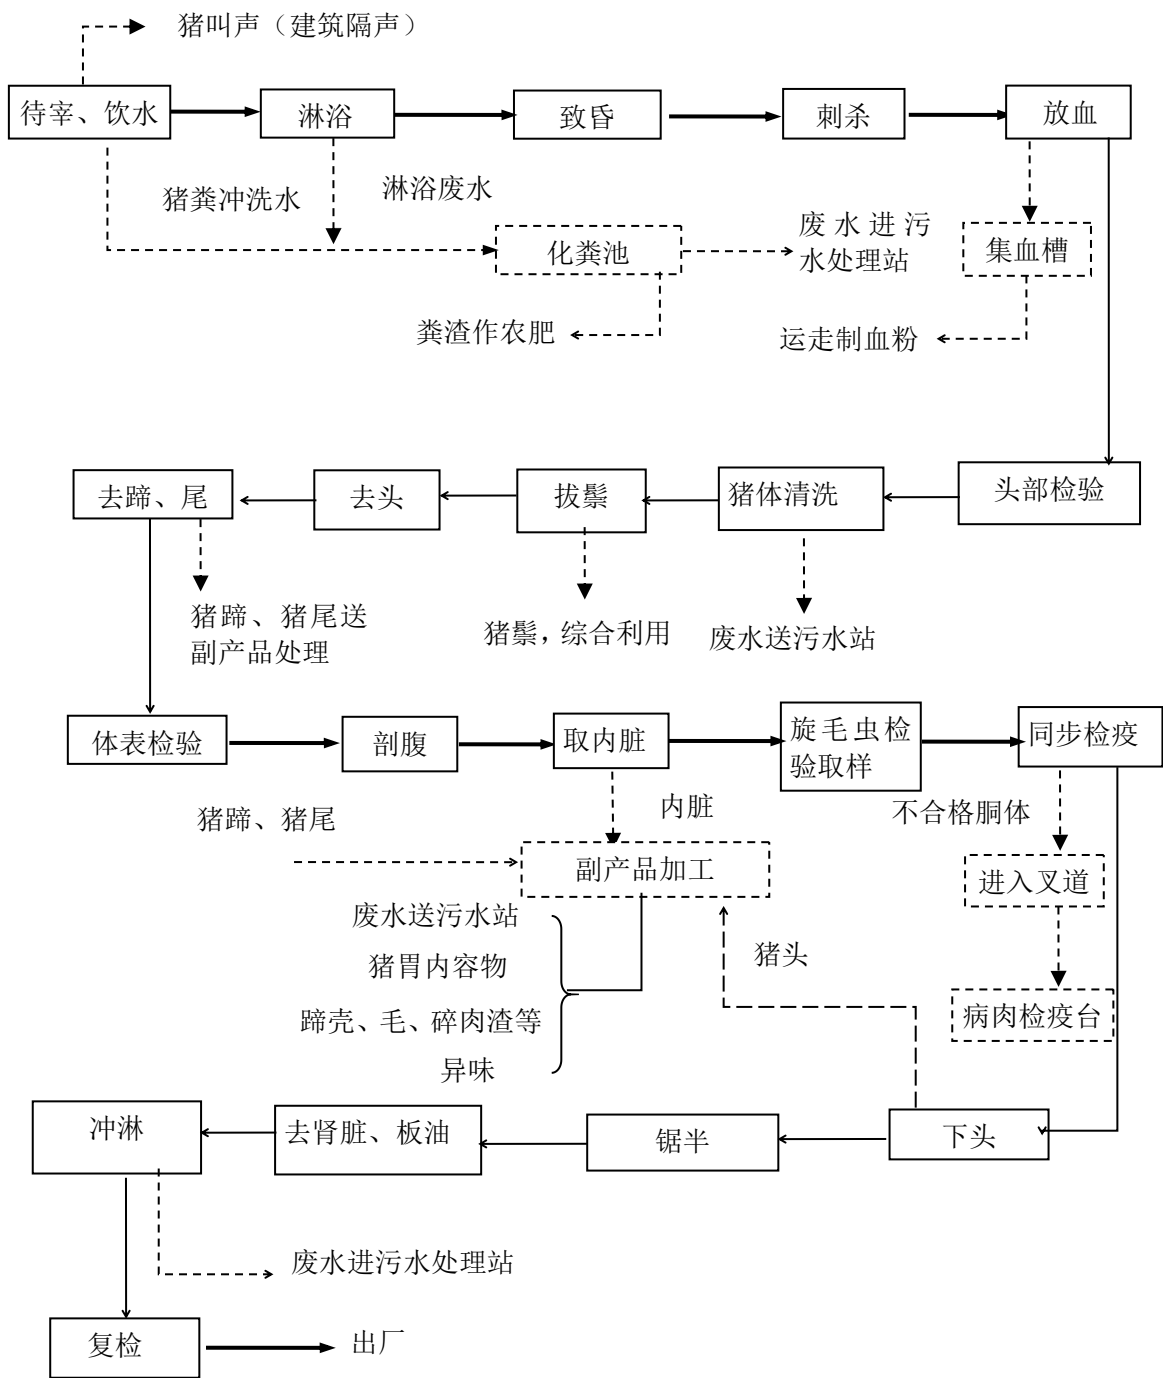 猪叫声（建筑隔声）
待宰、饮水
淋浴
致昏
刺杀
放血
猪粪冲洗水
淋浴废水
化粪池
废水进污
水处理站
集血槽
粪渣作农肥
运走制血粉
去蹄、尾
去头
拔鬃
猪体清洗
头部检验
猪蹄、猪尾送
副产品处理
猪鬃，综合利用
废水送污水站
体表检验
剖腹
取内脏
旋毛虫检
验取样
同步检疫
猪蹄、猪尾
内脏
不合格胴体
副产品加工
进入叉道
废水送污水站
猪胃内容物
蹄壳、毛、碎肉渣等
异味
猪头
病肉检疫台
冲淋
去肾脏、板油
锯半
下头
废水进污水处理站
复检
出厂